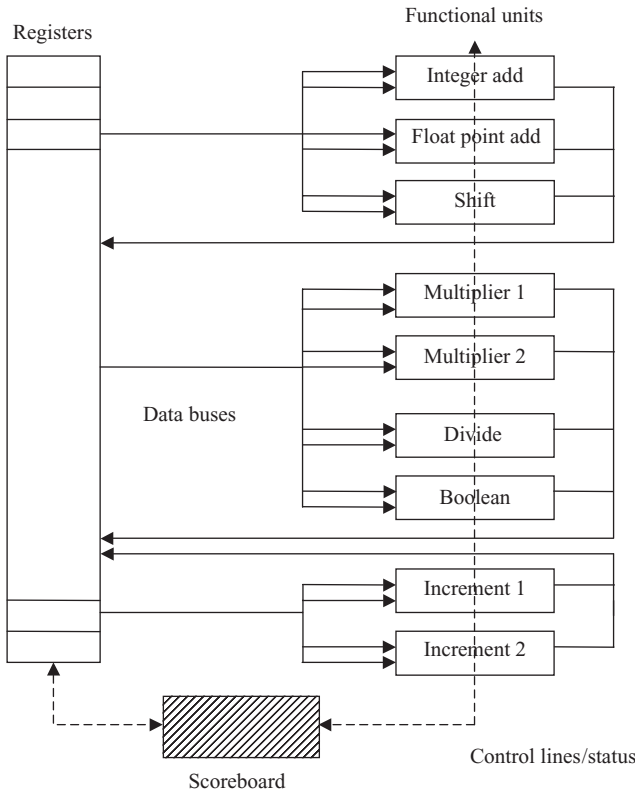 Functional units
Registers
Integer add
Float point add
Shift
Multiplier 1
Multiplier 2
Data buses
Divide
Boolean
Increment 1
Increment 2
Control lines/status
Scoreboard